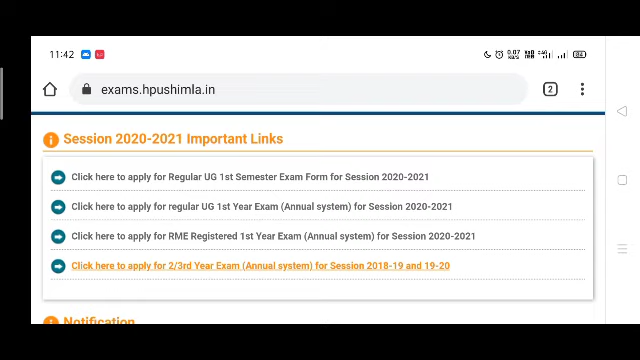 11:42
0.07
KB/S
exams.hpushimla.in
2
Session 2020-2021 Important Links
Click here to apply for Regular UG 1st Semester Exam Form for Session 2020-2021
Click here to apply for regular UG 1st Year Exam (Annual system) for Session 2020-2021
Click here to apply for RME Registered 1st Year Exam (Annual system) for Session 2020-2021
Click here to apply for 2/3rd Year Exam (Annual system) for Session 2018-19 and 19-20
Notification